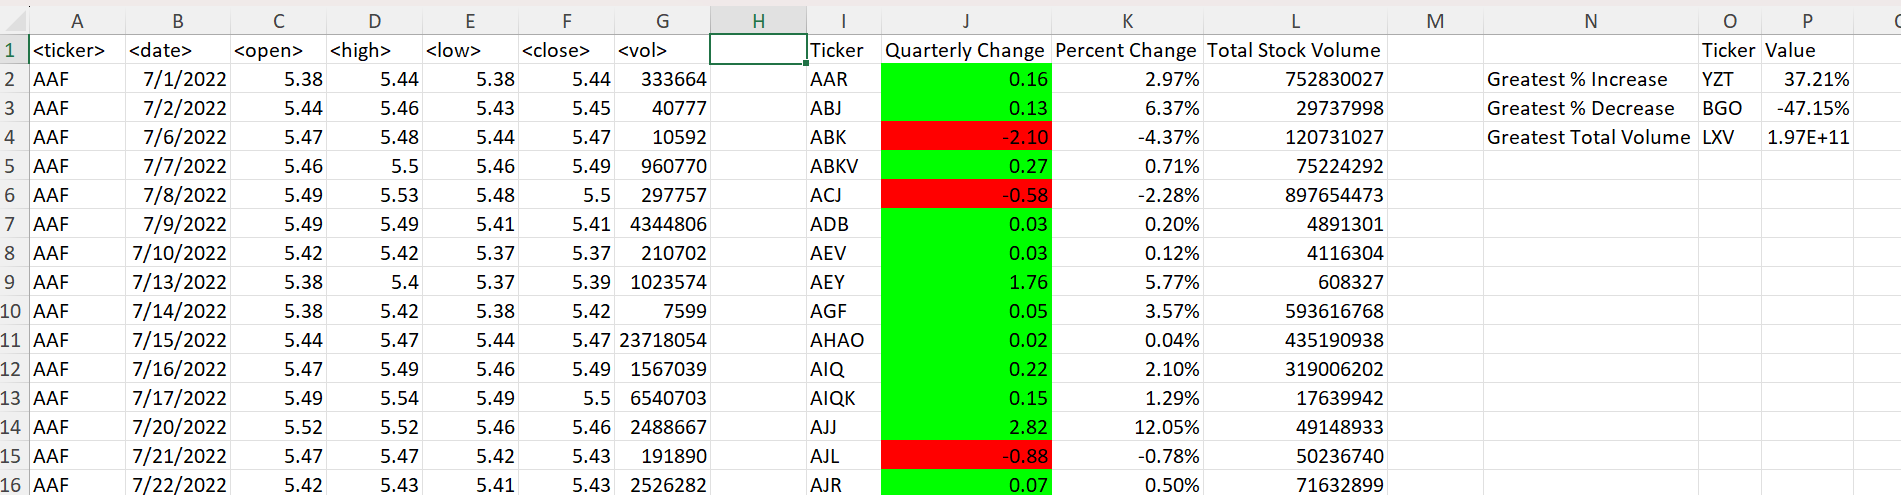 A B C D E F G H I J K L M N O P
1 <ticker> <date> <open> <high> <low> <close> <vol> Ticker Quarterly Change Percent Change Total Stock Volume Ticker Value
2 AAF 7/1/2022 5.38 5.44 5.38 5.44 333664 AAR 0.16 2.97% 752830027 Greatest % Increase YZT 37.21%
3 AAF 7/2/2022 5.44 5.46 5.43 5.45 40777 ABJ 0.13 6.37% 29737998 Greatest % Decrease BGO -47.15%
4 AAF 7/6/2022 5.47 5.48 5.44 5.47 10592 ABK -2.10 -4.37% 120731027 Greatest Total Volume LXV 1.97E+11
5 AAF 7/7/2022 5.46 5.5 5.46 5.49 960770 ABKV 0.27 0.71% 75224292
6 AAF 7/8/2022 5.49 5.53 5.48 5.5 297757 ACJ -0.58 -2.28% 897654473
7 AAF 7/9/2022 5.49 5.49 5.41 5.41 4344806 ADB 0.03 0.20% 4891301
8 AAF 7/10/2022 5.42 5.42 5.37 5.37 210702 AEV 0.03 0.12% 4116304
9 AAF 7/13/2022 5.38 5.4 5.37 5.39 1023574 AEY 1.76 5.77% 608327
10 AAF 7/14/2022 5.38 5.42 5.38 5.42 7599 AGF 0.05 3.57% 593616768
11 AAF 7/15/2022 5.44 5.47 5.44 5.47 23718054 AHAO 0.02 0.04% 435190938
12 AAF 7/16/2022 5.47 5.49 5.46 5.49 1567039 AIQ 0.22 2.10% 319006202
13 AAF 7/17/2022 5.49 5.54 5.49 5.5 6540703 AIQK 0.15 1.29% 17639942
14 AAF 7/20/2022 5.52 5.52 5.46 5.46 2488667 AJJ 2.82 12.05% 49148933
15 AAF 7/21/2022 5.47 5.47 5.42 5.43 191890 AJL -0.88 -0.78% 50236740
16 AAF 7/22/2022 5.42 5.43 5.41 5.43 2526282 AJR 0.07 0.50% 71632899